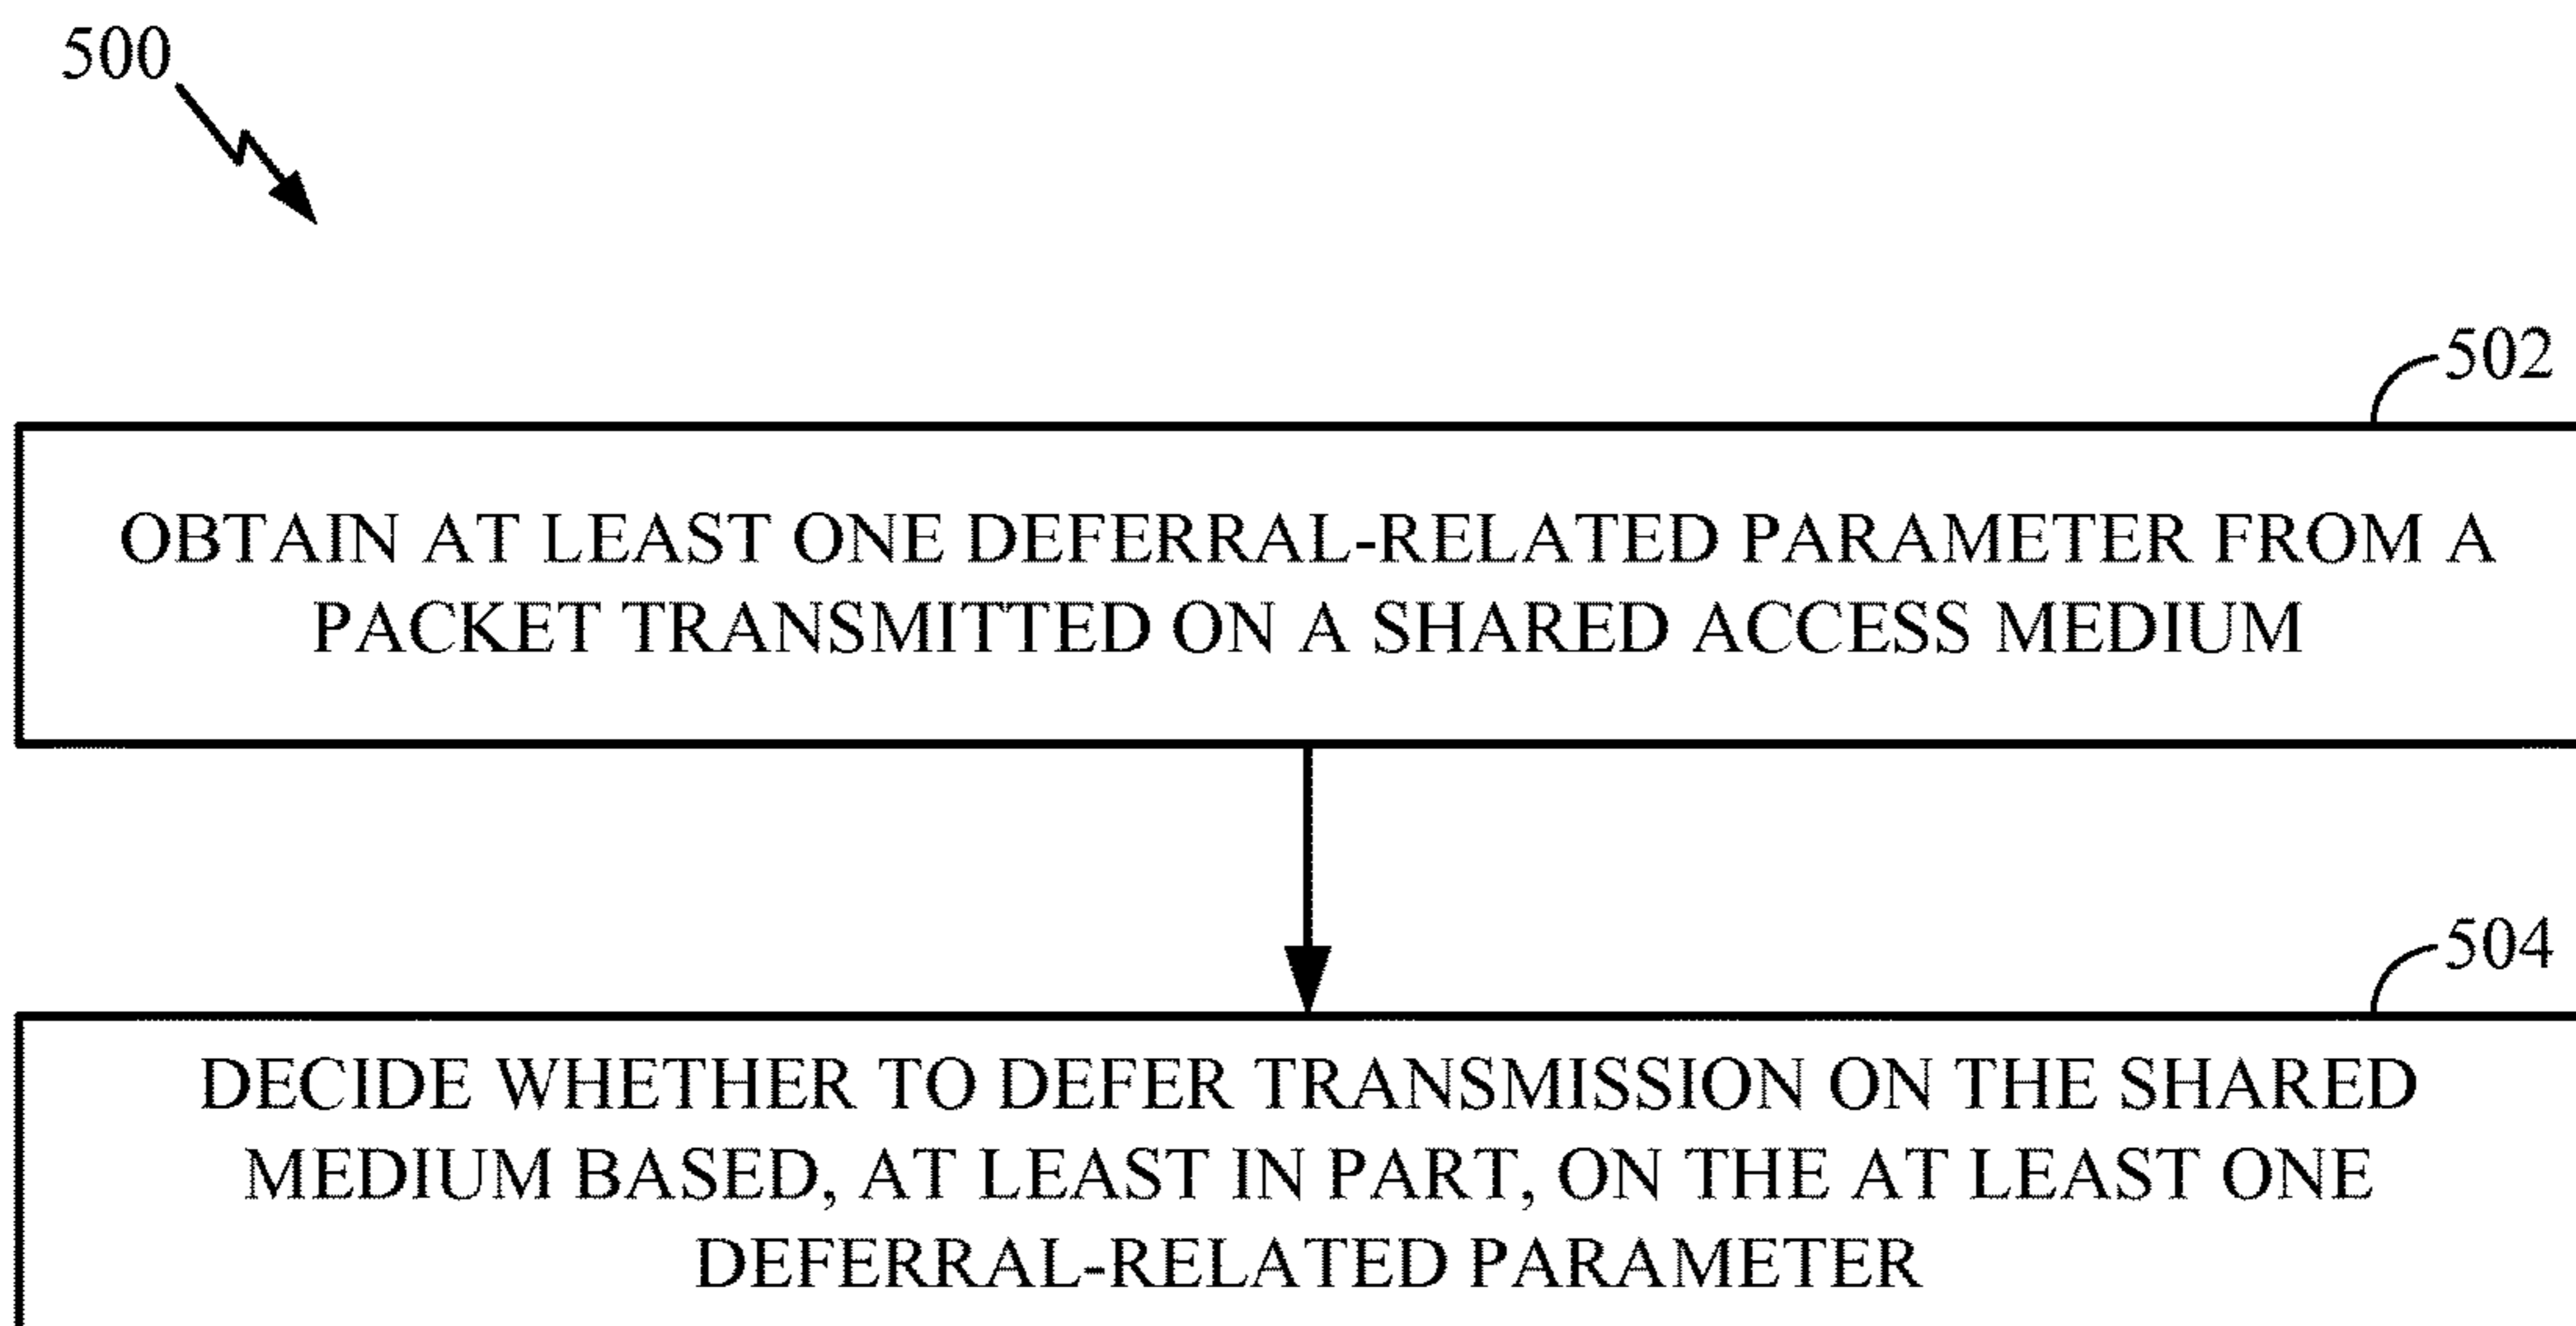 500
502
OBTAIN AT LEAST ONE DEFERRAL-RELATED PARAMETER FROM A
PACKET TRANSMITTED ON A SHARED ACCESS MEDIUM
504
DECIDE WHETHER TO DEFER TRANSMISSION ON THE SHARED
MEDIUM BASED, AT LEAST IN PART, ON THE AT LEAST ONE
DEFERRAL-RELATED PARAMETER